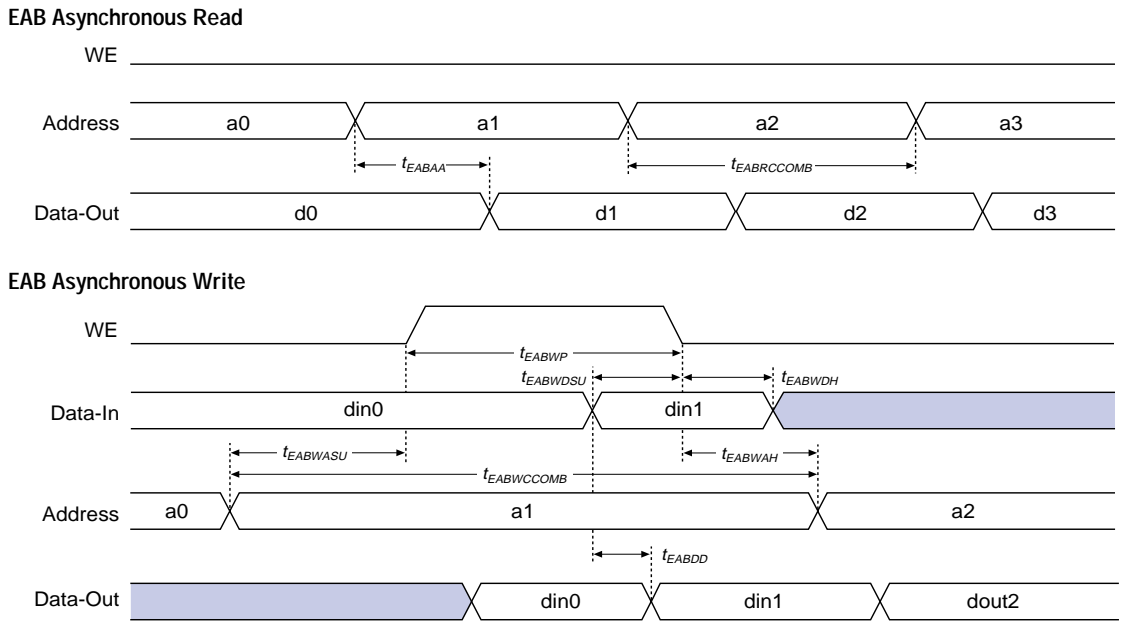 EAB Asynchronous Read
WE
Address a0 a1 a2 a3
tEABAA tEABRCCOMB
Data-Out d0 d1 d2 d3
EAB Asynchronous Write
WE
tEABWP
tEABWDSU tEABWDH
Data-In din0 din1
tEABWASU tEABWAH
tEABWCCOMB
Address a0 a1 a2
tEABDD
Data-Out din0 din1 dout2